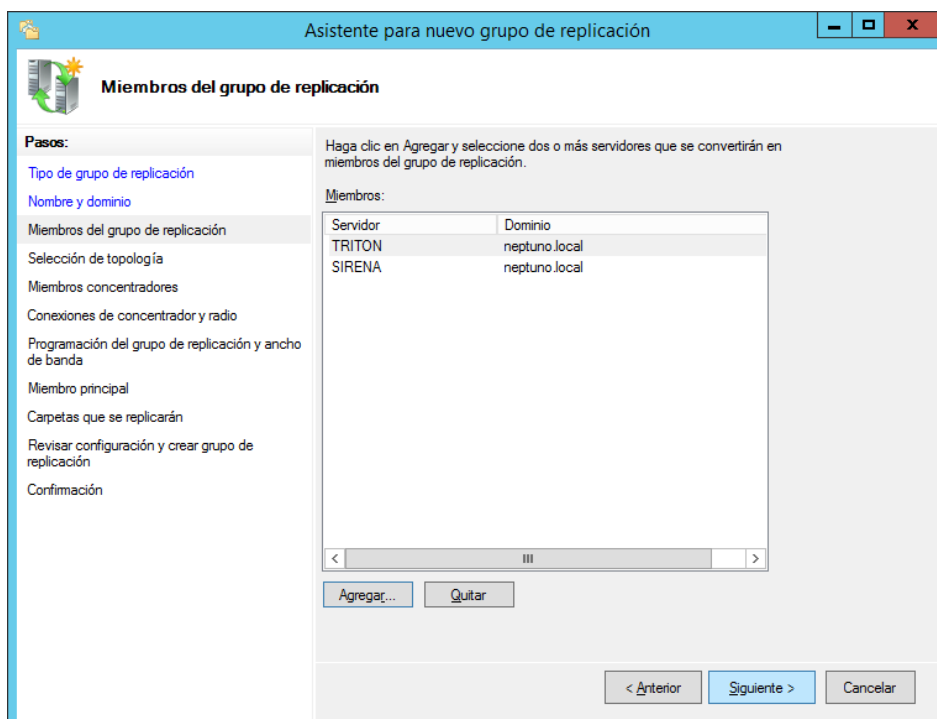 Asistente para nuevo grupo de replicación
Miembros del grupo de replicación
Pasos:
Tipo de grupo de replicación
Nombre y dominio
Miembros del grupo de replicación
Selección de topología
Miembros concentradores
Conexiones de concentrador y radio
Programación del grupo de replicación y ancho
de banda
Miembro principal
Carpetas que se replicarán
Revisar configuración y crear grupo de
replicación
Confirmación
Haga clic en Agregar y seleccione dos o más servidores que se convertirán en
miembros del grupo de replicación.
Miembros:
Servidor Dominio
TRITON neptuno.local
SIRENA neptuno.local
Agregar... Quitar
< Anterior Siguiente > Cancelar